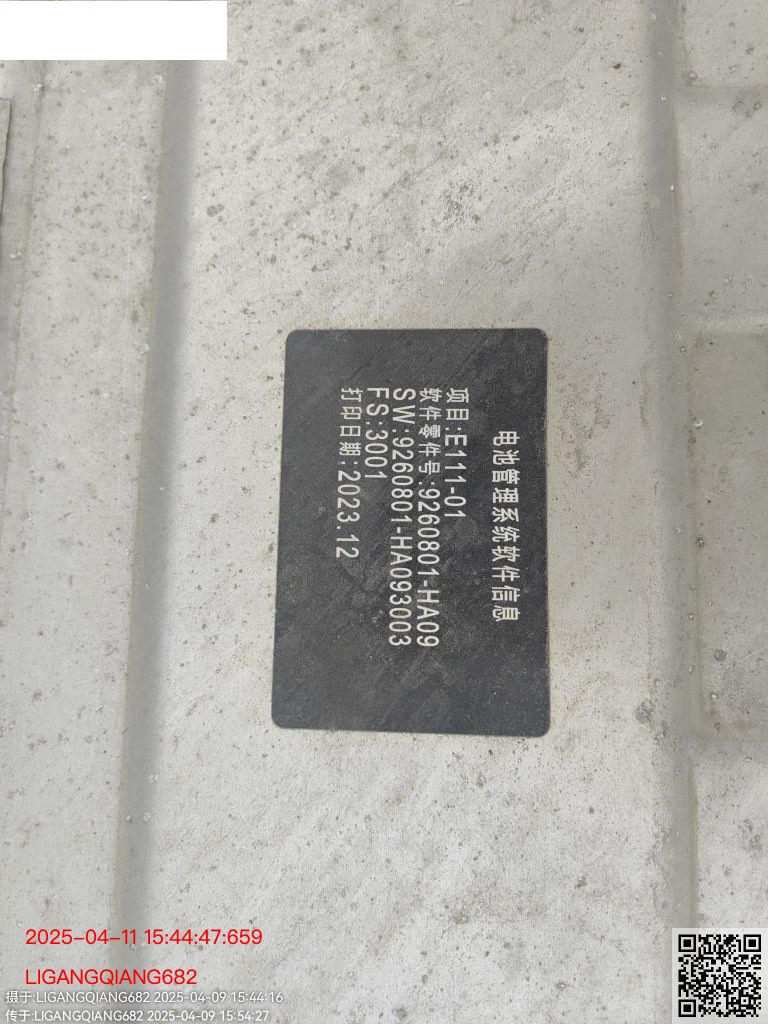 电池管理系统软件信息
项目:E111-01
软件零件号:9260801-HA09
SW:9260801-HA093003
FS:3001
打印日期:2023.12
2025-04-11 15:44:47:659
LIGANGQIANG682
摄于:LIGANGQIANG682 2025-04-09 15:44:16
传于:LIGANGQIANG682 2025-04-09 15:54:27